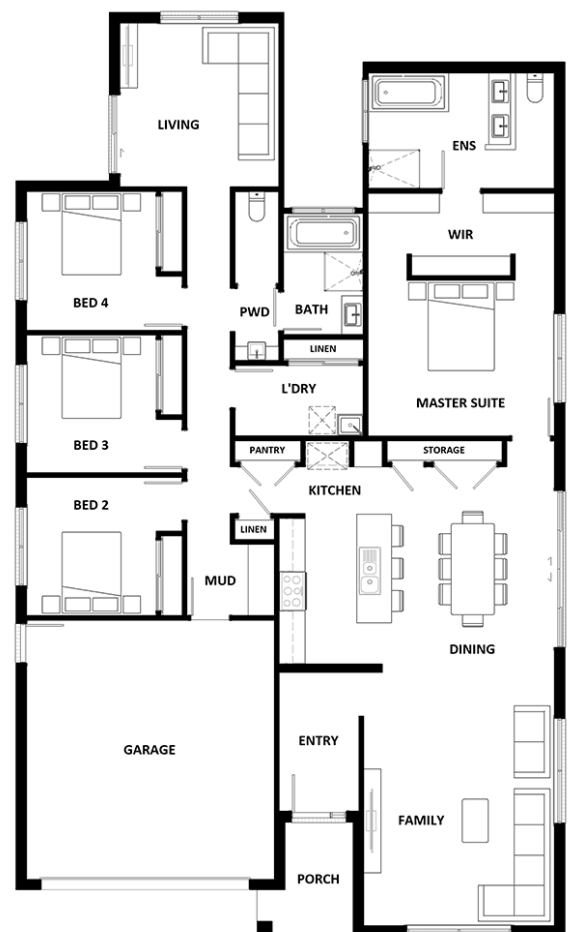 LIVING
ENS
WIR
BED 4
PWD
BATH
LINEN
L'DRY
MASTER SUITE
BED 3
PANTRY
STORAGE
KITCHEN
BED 2
LINEN
MUD
DINING
ENTRY
GARAGE
FAMILY
PORCH